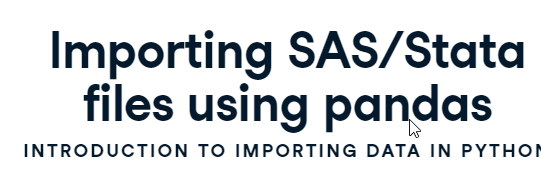 Importing SAS/Stata
files using pandas
INTRODUCTION TO IMPORTING DATA IN PYTHON